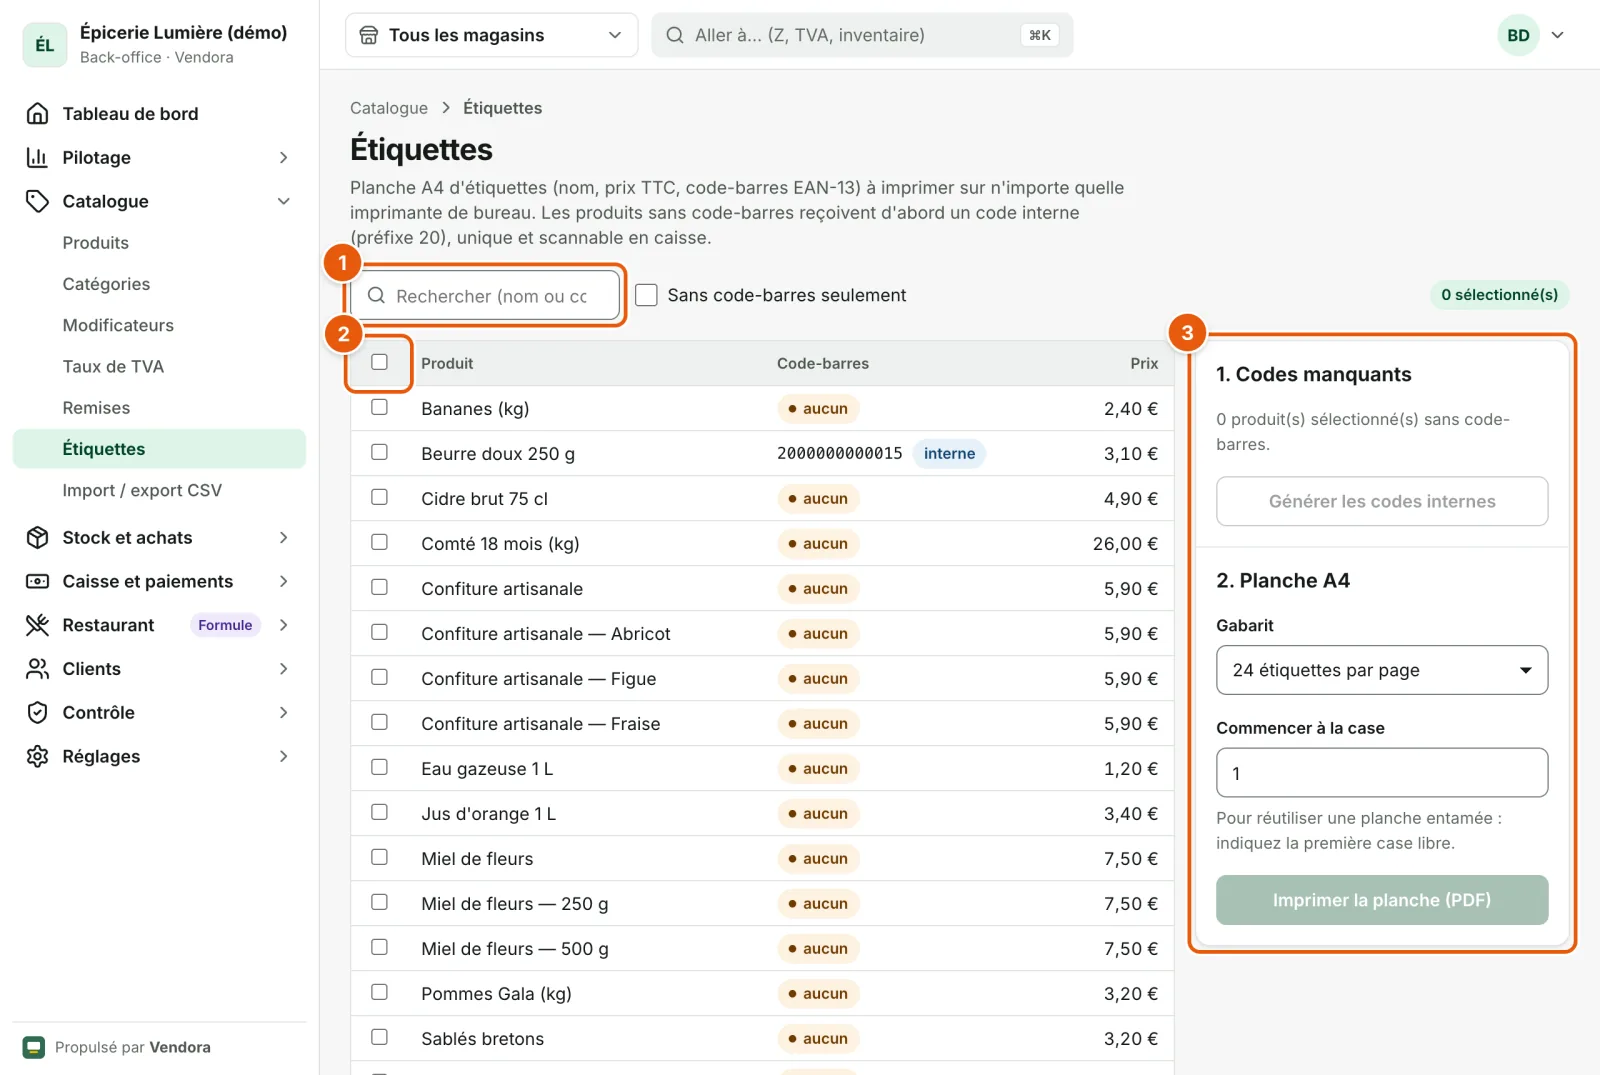 ÉL
Épicerie Lumière (démo)
Back-office · Vendora
Tous les magasins
Aller à... (Z, TVA, inventaire)
⌘K
BD
Tableau de bord
Pilotage
Catalogue
Produits
Catégories
Modificateurs
Taux de TVA
Remises
Étiquettes
Import / export CSV
Stock et achats
Caisse et paiements
Restaurant Formule
Clients
Contrôle
Réglages
Propulsé par Vendora
Catalogue > Étiquettes
Étiquettes
Planche A4 d'étiquettes (nom, prix TTC, code-barres EAN-13) à imprimer sur n'importe quelle
imprimante de bureau. Les produits sans code-barres reçoivent d'abord un code interne
(préfixe 20), unique et scannable en caisse.
1
Rechercher (nom ou cc
Sans code-barres seulement
0 sélectionné(s)
2
Produit Code-barres Prix
Bananes (kg) aucun 2,40 €
Beurre doux 250 g 2000000000015 interne 3,10 €
Cidre brut 75 cl aucun 4,90 €
Comté 18 mois (kg) aucun 26,00 €
Confiture artisanale aucun 5,90 €
Confiture artisanale — Abricot aucun 5,90 €
Confiture artisanale — Figue aucun 5,90 €
Confiture artisanale — Fraise aucun 5,90 €
Eau gazeuse 1 L aucun 1,20 €
Jus d'orange 1 L aucun 3,40 €
Miel de fleurs aucun 7,50 €
Miel de fleurs — 250 g aucun 7,50 €
Miel de fleurs — 500 g aucun 7,50 €
Pommes Gala (kg) aucun 3,20 €
Sablés bretons aucun 3,20 €
3
1. Codes manquants
0 produit(s) sélectionné(s) sans code-
barres.
Générer les codes internes
2. Planche A4
Gabarit
24 étiquettes par page
Commencer à la case
1
Pour réutiliser une planche entamée :
indiquez la première case libre.
Imprimer la planche (PDF)